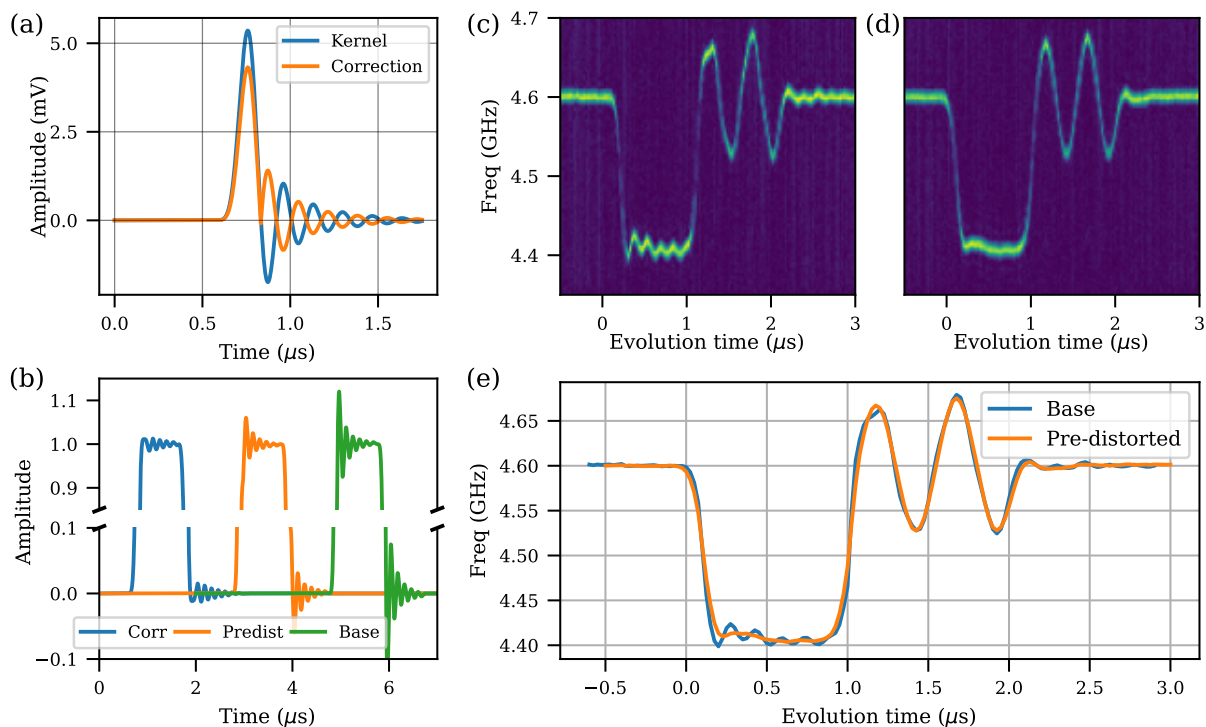 (a)
5.0
2.5
0.0
Amplitude (mV)
Kernel
Correction
0.0
0.5
1.0
1.5
Time (μs)
(b)
1.1
1.0
0.9
0.1
0.0
−0.1
Amplitude
Corr
Predist
Base
0
2
4
6
Time (μs)
(c)
4.7
4.6
4.5
4.4
Freq (GHz)
0
1
2
3
Evolution time (μs)
(d)
0
1
2
3
Evolution time (μs)
(e)
4.65
4.60
4.55
4.50
4.45
4.40
Freq (GHz)
Base
Pre-distorted
−0.5
0.0
0.5
1.0
1.5
2.0
2.5
3.0
Evolution time (μs)